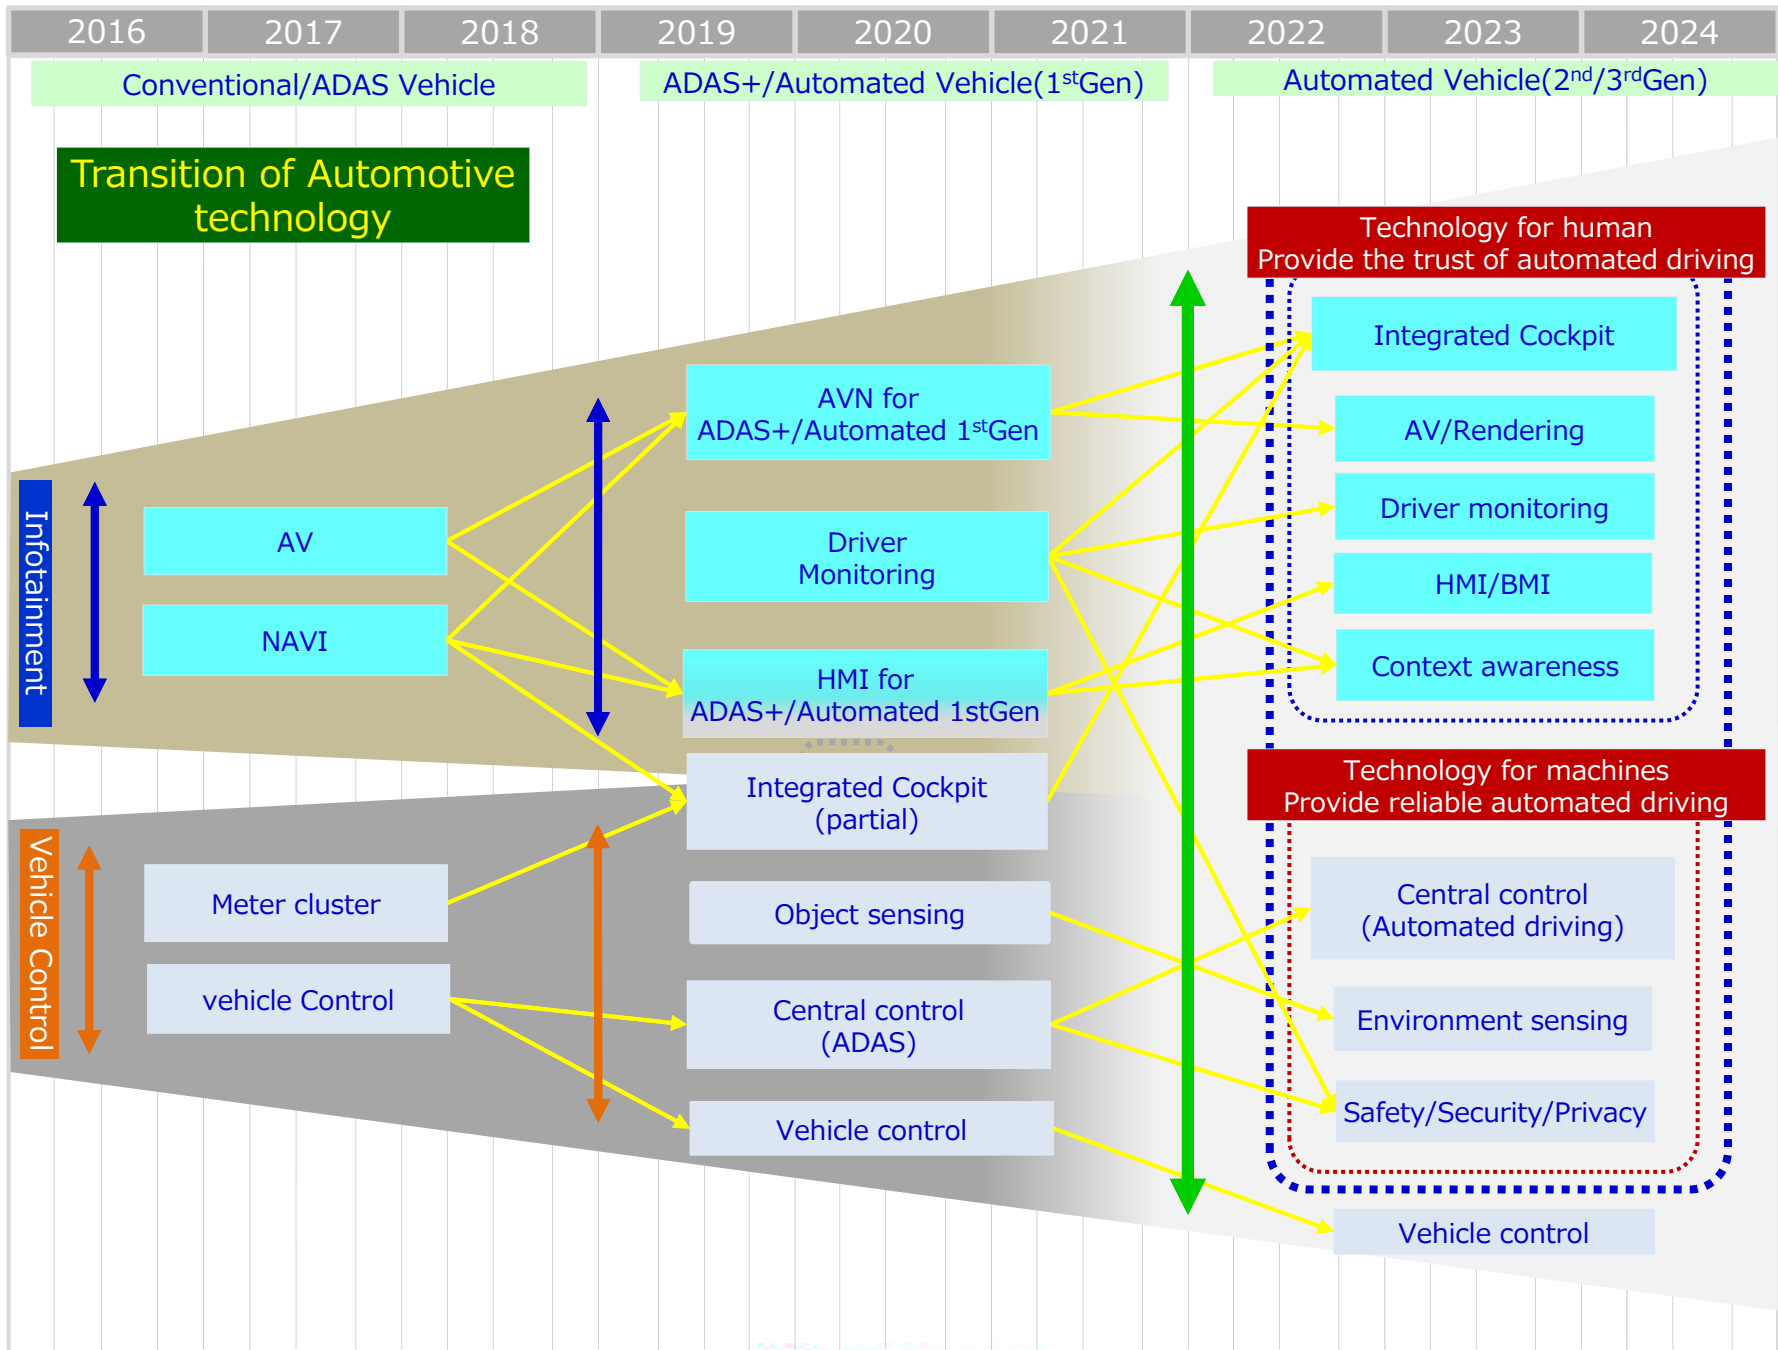 2016 2017 2018 2019 2020 2021 2022 2023 2024
Conventional/ADAS Vehicle
ADAS+/Automated Vehicle(1stGen)
Automated Vehicle(2nd/3rdGen)
Transition of Automotive
technology
Infotainment
AV
NAVI
Vehicle Control
Meter cluster
vehicle Control
AVN for
ADAS+/Automated 1stGen
Driver
Monitoring
HMI for
ADAS+/Automated 1stGen
Integrated Cockpit
(partial)
Object sensing
Central control
(ADAS)
Vehicle control
Technology for human
Provide the trust of automated driving
Integrated Cockpit
AV/Rendering
Driver monitoring
HMI/BMI
Context awareness
Technology for machines
Provide reliable automated driving
Central control
(Automated driving)
Environment sensing
Safety/Security/Privacy
Vehicle control